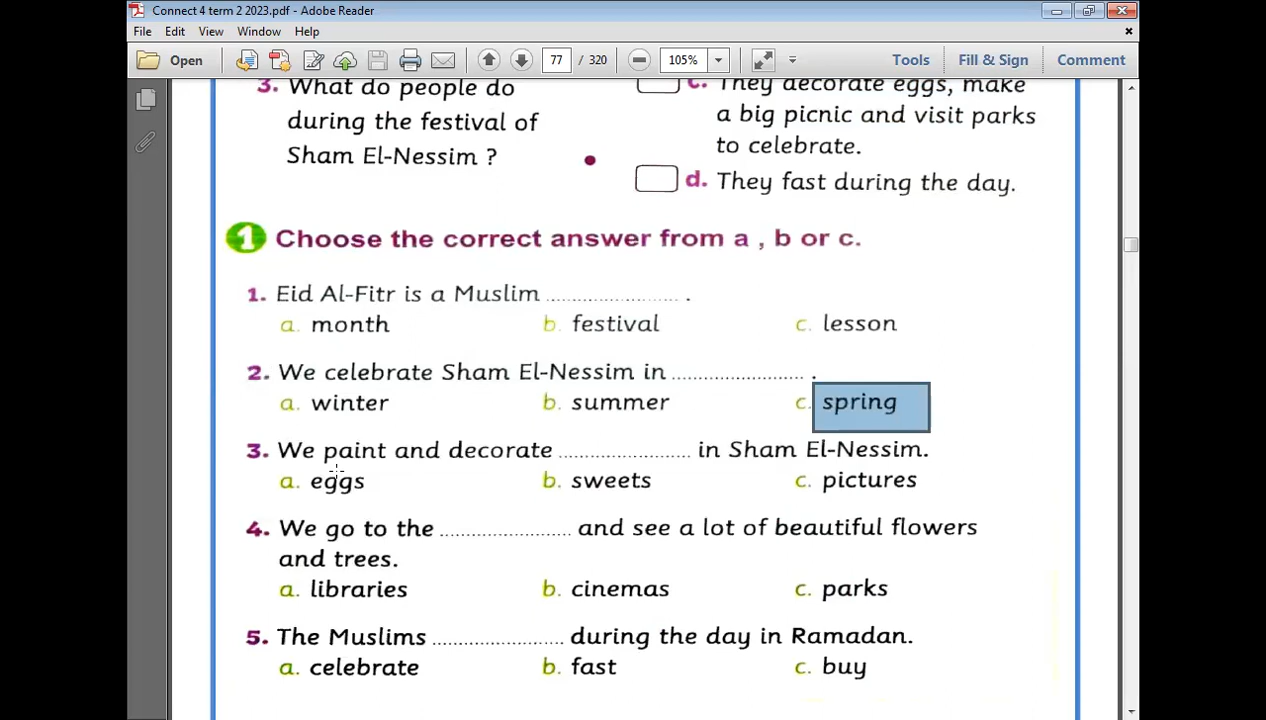 Connect 4 term 2 2023.pdf - Adobe Reader
File Edit View Window Help
Open 77 / 320 105% Tools Fill & Sign Comment
3. What do people do
during the festival of
Sham El-Nessim ?
c. They decorate eggs, make
a big picnic and visit parks
to celebrate.
d. They fast during the day.
1 Choose the correct answer from a , b or c.
1. Eid Al-Fitr is a Muslim ........................ .
a. month b. festival c. lesson
2. We celebrate Sham El-Nessim in ........................ .
a. winter b. summer c. spring
3. We paint and decorate ........................ in Sham El-Nessim.
a. eggs b. sweets c. pictures
4. We go to the ........................ and see a lot of beautiful flowers
and trees.
a. libraries b. cinemas c. parks
5. The Muslims ........................ during the day in Ramadan.
a. celebrate b. fast c. buy